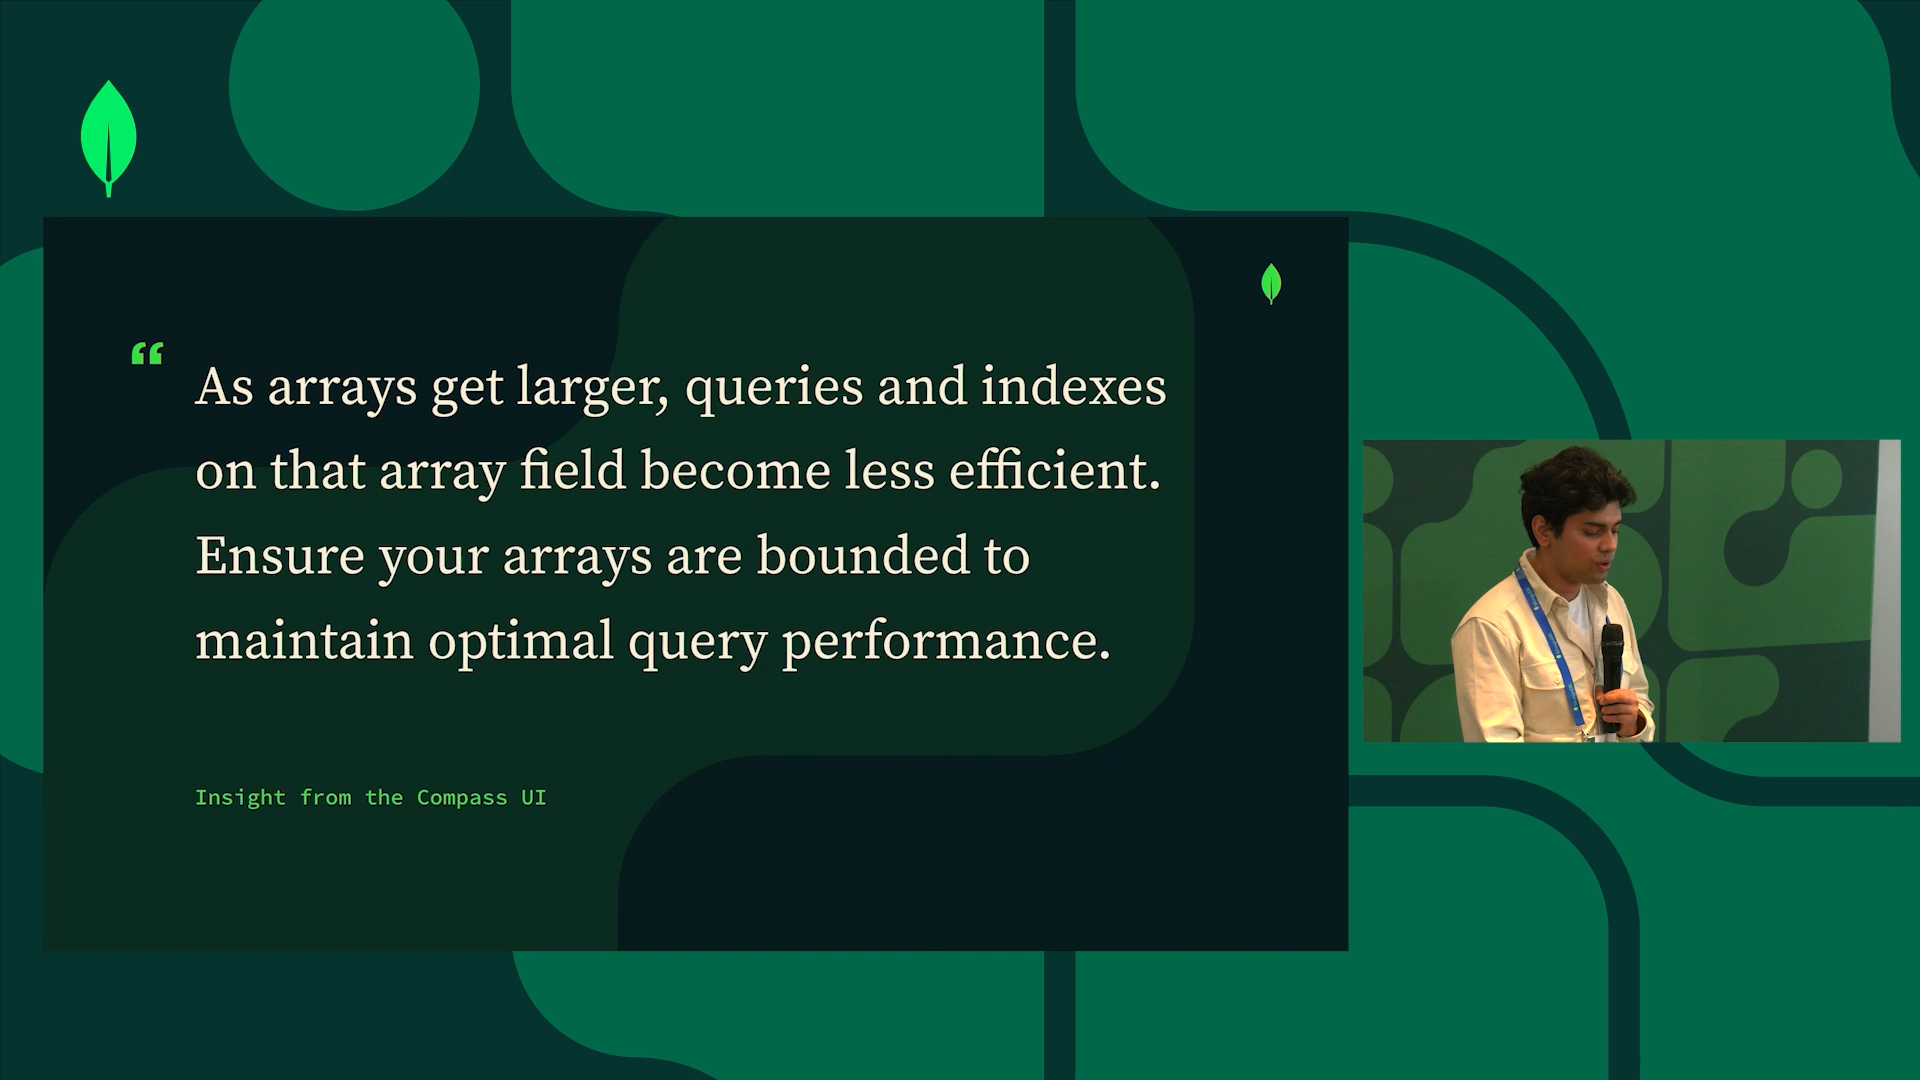 “ As arrays get larger, queries and indexes
on that array field become less efficient.
Ensure your arrays are bounded to
maintain optimal query performance.
Insight from the Compass UI